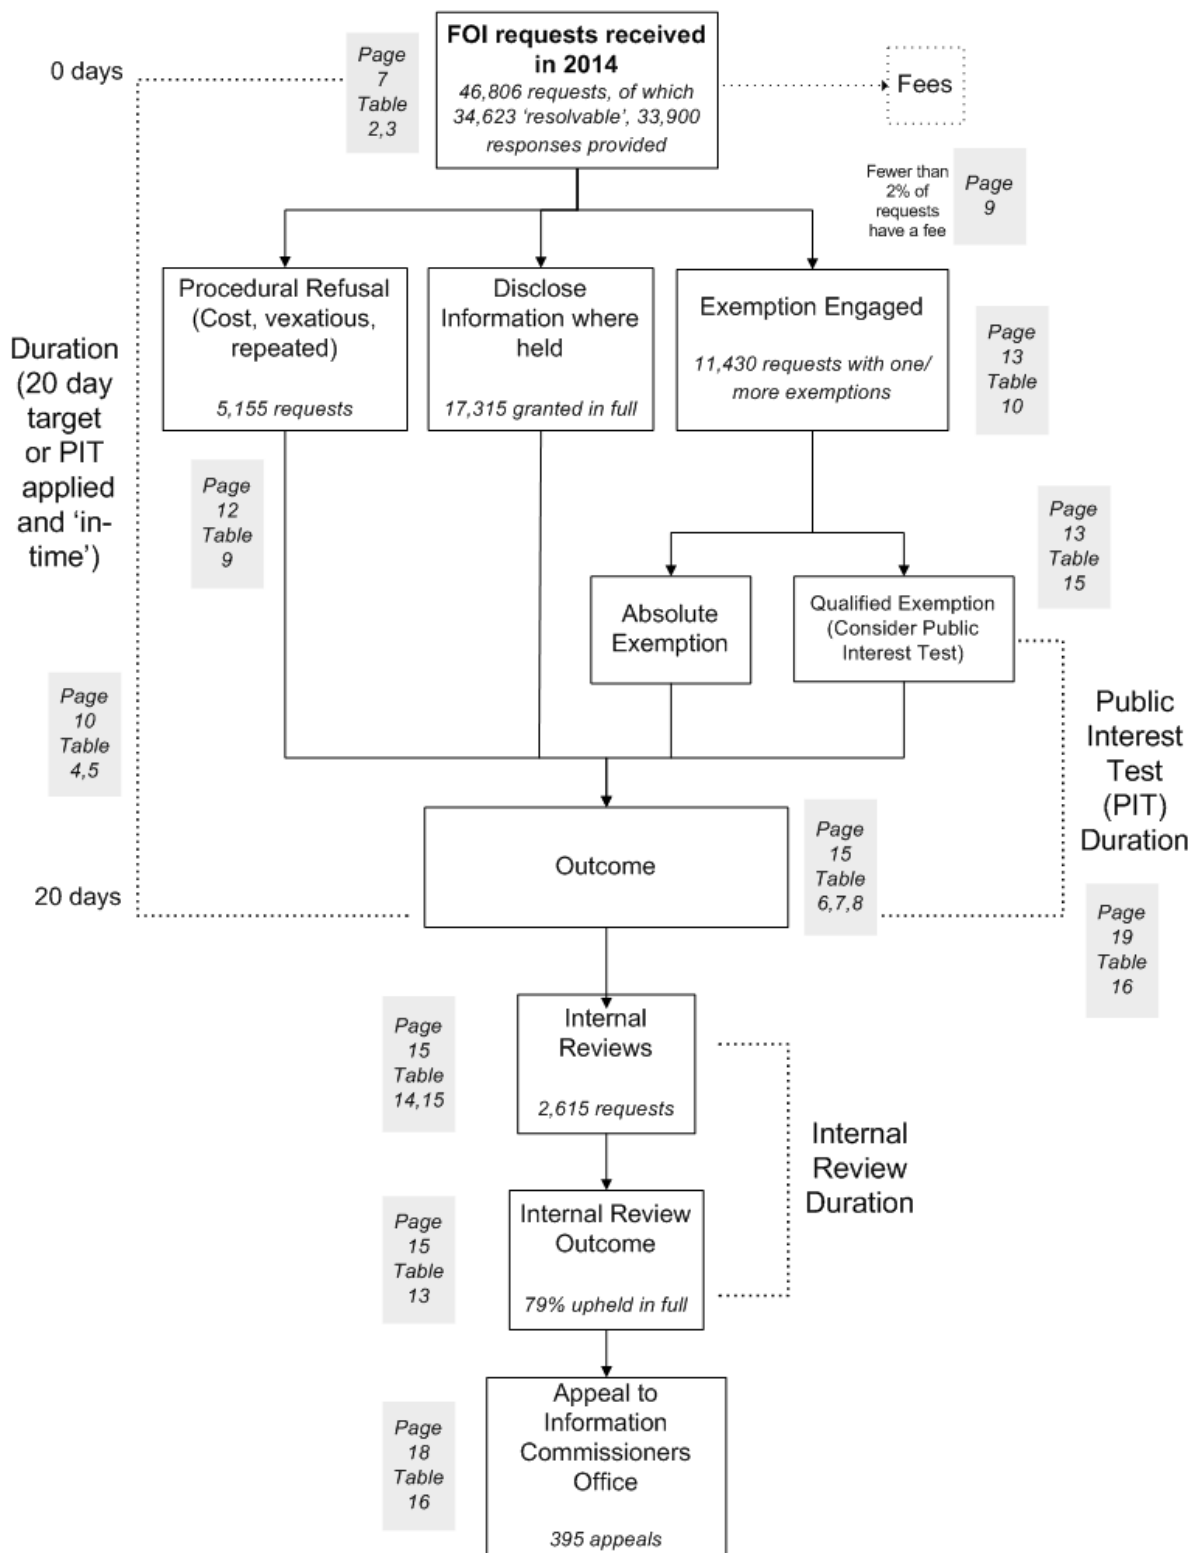 FOI requests received
in 2014
46,806 requests, of which
34,623 ‘resolvable’, 33,900
responses provided
Page
7
Table
2,3
0 days
Fees
Fewer than
2% of
requests
have a fee
Page
9
Procedural Refusal
(Cost, vexatious,
repeated)
5,155 requests
Disclose
Information where
held
17,315 granted in full
Exemption Engaged
11,430 requests with one/
more exemptions
Page
13
Table
10
Duration
(20 day
target
or PIT
applied
and ‘in-
time’)
Page
12
Table
9
Page
13
Table
15
Absolute
Exemption
Qualified Exemption
(Consider Public
Interest Test)
Page
10
Table
4,5
Public
Interest
Test
(PIT)
Duration
Outcome
Page
15
Table
6,7,8
20 days
Page
19
Table
16
Page
15
Table
14,15
Internal
Reviews
2,615 requests
Internal
Review
Duration
Page
15
Table
13
Internal Review
Outcome
79% upheld in full
Page
18
Table
16
Appeal to
Information
Commissioners
Office
395 appeals